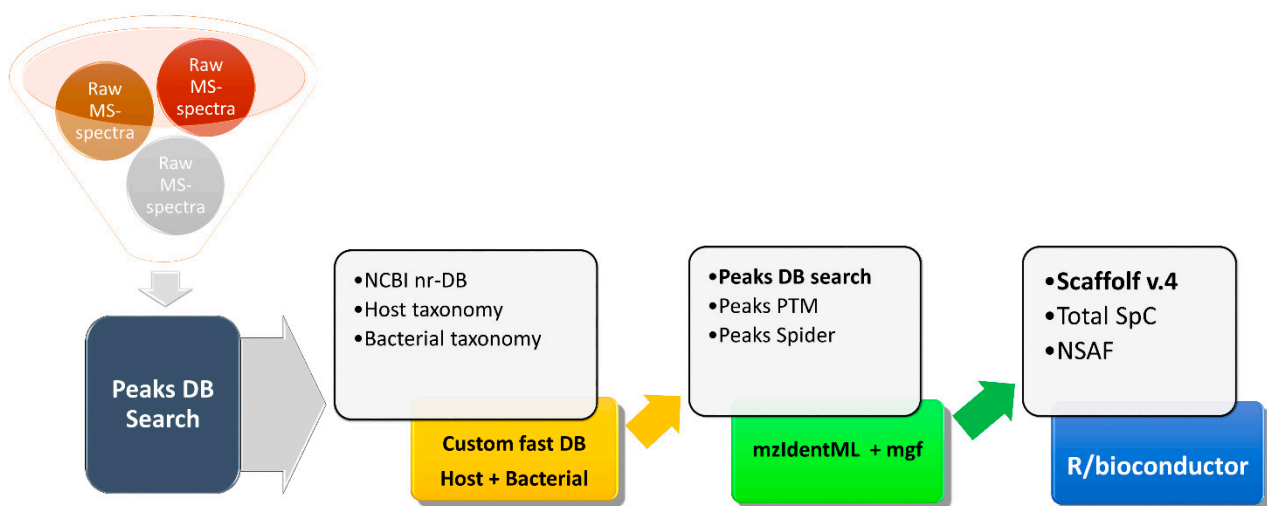 Raw
MS-
spectra
Raw
MS-
spectra
Raw
MS-
spectra
Peaks DB
Search
•NCBI nr-DB
•Host taxonomy
•Bacterial taxonomy
Custom fast DB
Host + Bacterial
•Peaks DB search
•Peaks PTM
•Peaks Spider
mzIdentML + mgf
•Scaffolf v.4
•Total SpC
•NSAF
R/bioconductor